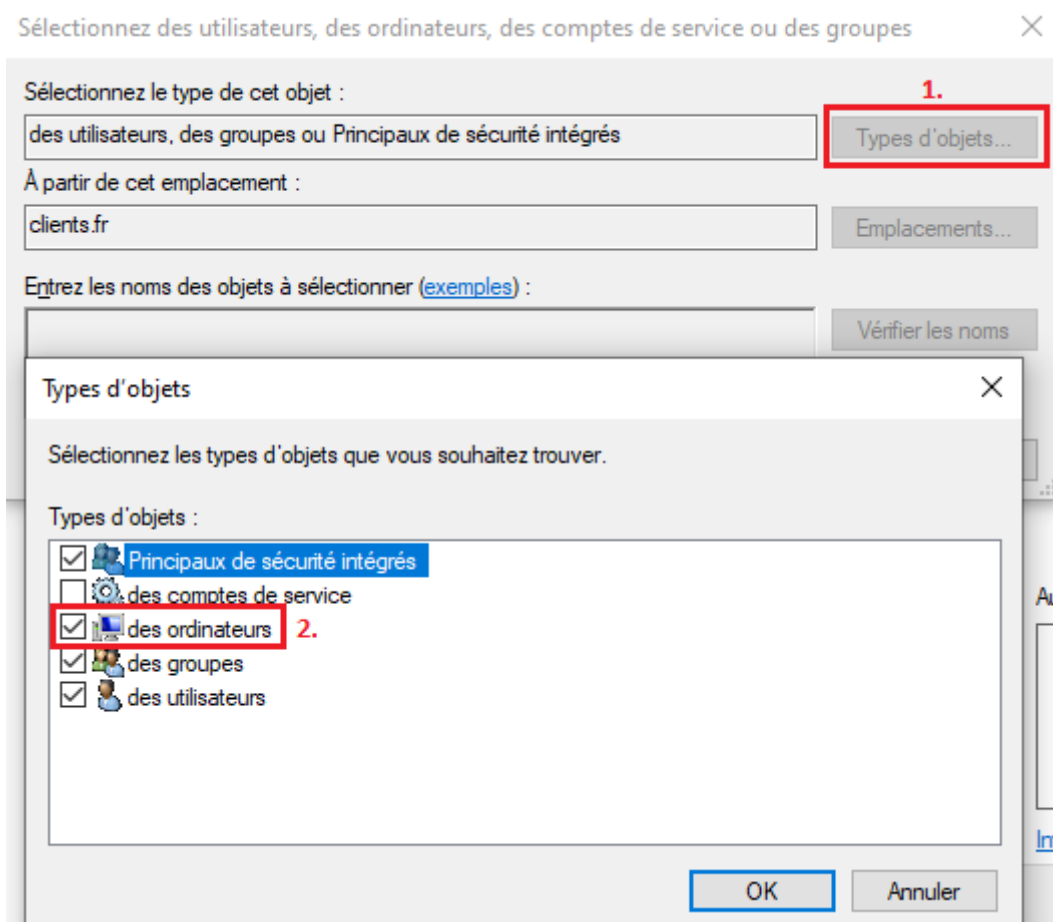 Sélectionnez des utilisateurs, des ordinateurs, des comptes de service ou des groupes
Sélectionnez le type de cet objet :
1.
des utilisateurs, des groupes ou Principaux de sécurité intégrés
Types d'objets...
À partir de cet emplacement :
clients.fr
Emplacements...
Entrez les noms des objets à sélectionner (exemples) :
Vérifier les noms
Types d'objets
Sélectionnez les types d'objets que vous souhaitez trouver.
Types d'objets :
Principaux de sécurité intégrés
des comptes de service
des ordinateurs 2.
des groupes
des utilisateurs
OK
Annuler